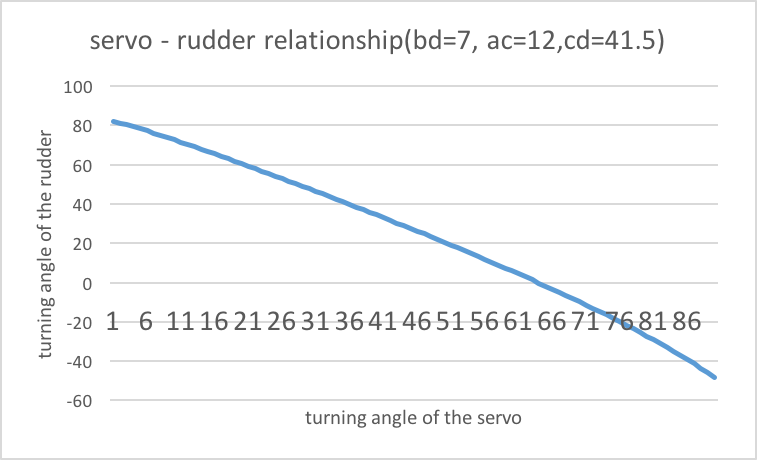 servo - rudder relationship(bd=7, ac=12,cd=41.5)
100
80
60
40
20
0
-20
-40
-60
turning angle of the rudder
1 6 11 16 21 26 31 36 41 46 51 56 61 66 71 76 81 86
turning angle of the servo